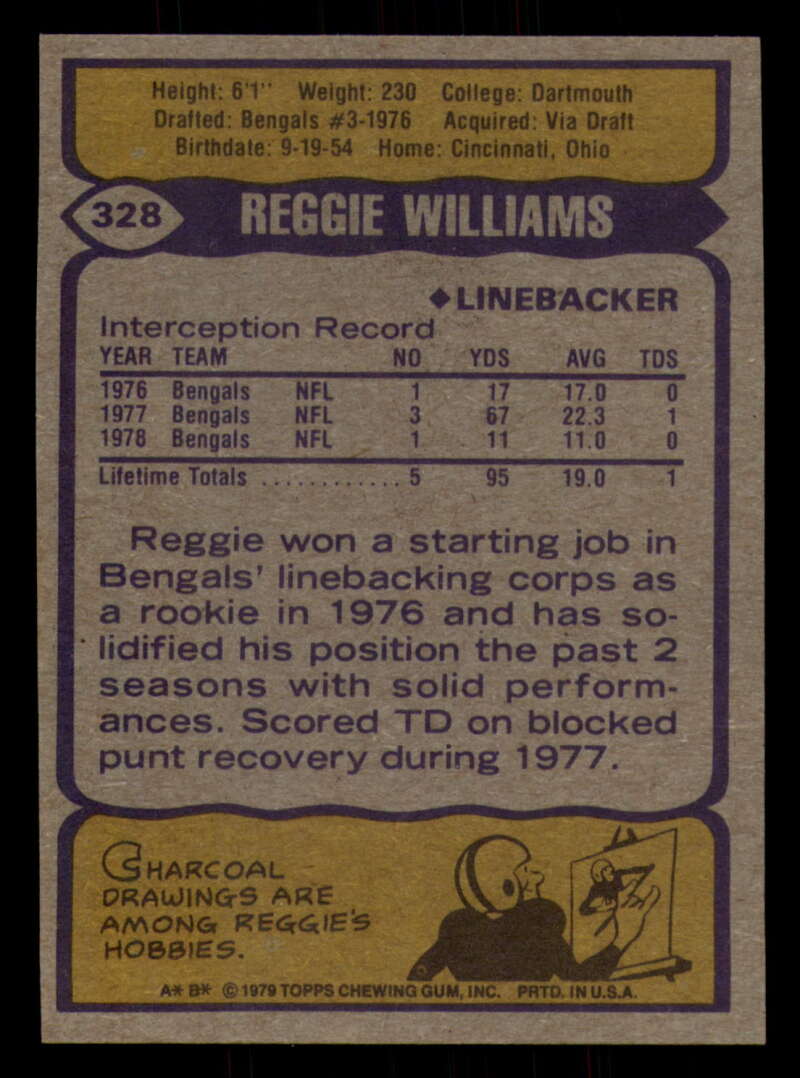 Height: 6'1" Weight: 230 College: Dartmouth
Drafted: Bengals #3-1976 Acquired: Via Draft
Birthdate: 9-19-54 Home: Cincinnati, Ohio
328 REGGIE WILLIAMS
◆LINEBACKER
Interception Record
YEAR TEAM NO YDS AVG TDS
1976 Bengals NFL 1 17 17.0 0
1977 Bengals NFL 3 67 22.3 1
1978 Bengals NFL 1 11 11.0 0
Lifetime Totals ............ 5 95 19.0 1
Reggie won a starting job in
Bengals' linebacking corps as
a rookie in 1976 and has so-
lidified his position the past 2
seasons with solid perform-
ances. Scored TD on blocked
punt recovery during 1977.
CHARCOAL
DRAWINGS ARE
AMONG REGGIE'S
HOBBIES.
A* B* © 1979 TOPPS CHEWING GUM, INC. PRTD. IN U.S.A.